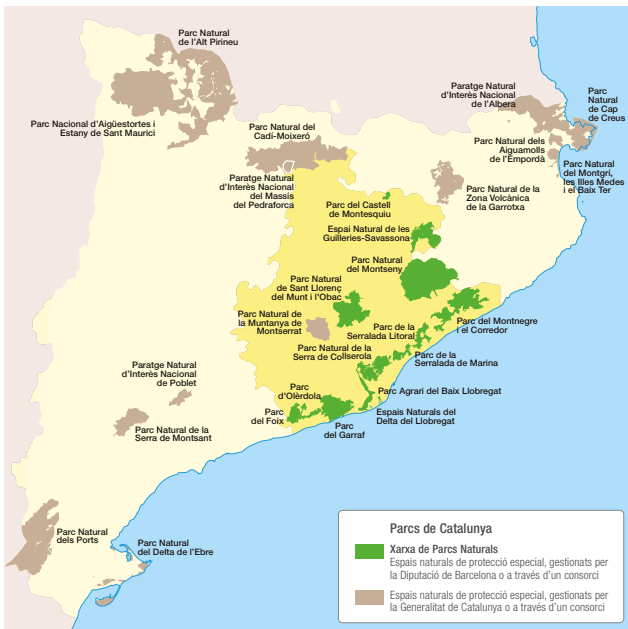 Parc Natural
de l'Alt Pirineu
Parc Nacional d'Aigüestortes i
Estany de Sant Maurici
Paratge Natural
d'Interès Nacional
de l'Albera
Parc
Natural
de Cap
de Creus
Parc Natural del
Cadí-Moixeró
Parc Natural dels
Aiguamolls
de l'Empordà
Parc Natural
del Montgrí,
les Illes Medes
i el Baix Ter
Paratge Natural
d'Interès Nacional
del Massís
del Pedraforca
Parc Natural de la
Zona Volcànica
de la Garrotxa
Parc del Castell
de Montesquiu
Espai Natural de les
Guilleries-Savassona
Parc Natural
del Montseny
Parc Natural
de Sant Llorenç
del Munt i l'Obac
Parc Natural de
la Muntanya de
Montserrat
Parc de la
Serralada Litoral
Parc del Montnegre
i el Corredor
Parc Natural de la
Serra de Collserola
Parc de la
Serralada de Marina
Paratge Natural
d'Interès Nacional
de Poblet
Parc
d'Olèrdola
Parc Agrari del Baix Llobregat
Parc
del Foix
Espais Naturals del
Delta del Llobregat
Parc
del Garraf
Parc Natural de la
Serra de Montsant
Parc Natural
dels Ports
Parc Natural
del Delta de l'Ebre
Parcs de Catalunya
Xarxa de Parcs Naturals
Espais naturals de protecció especial, gestionats per
la Diputació de Barcelona o a través d'un consorci
Espais naturals de protecció especial, gestionats per
la Generalitat de Catalunya o a través d'un consorci